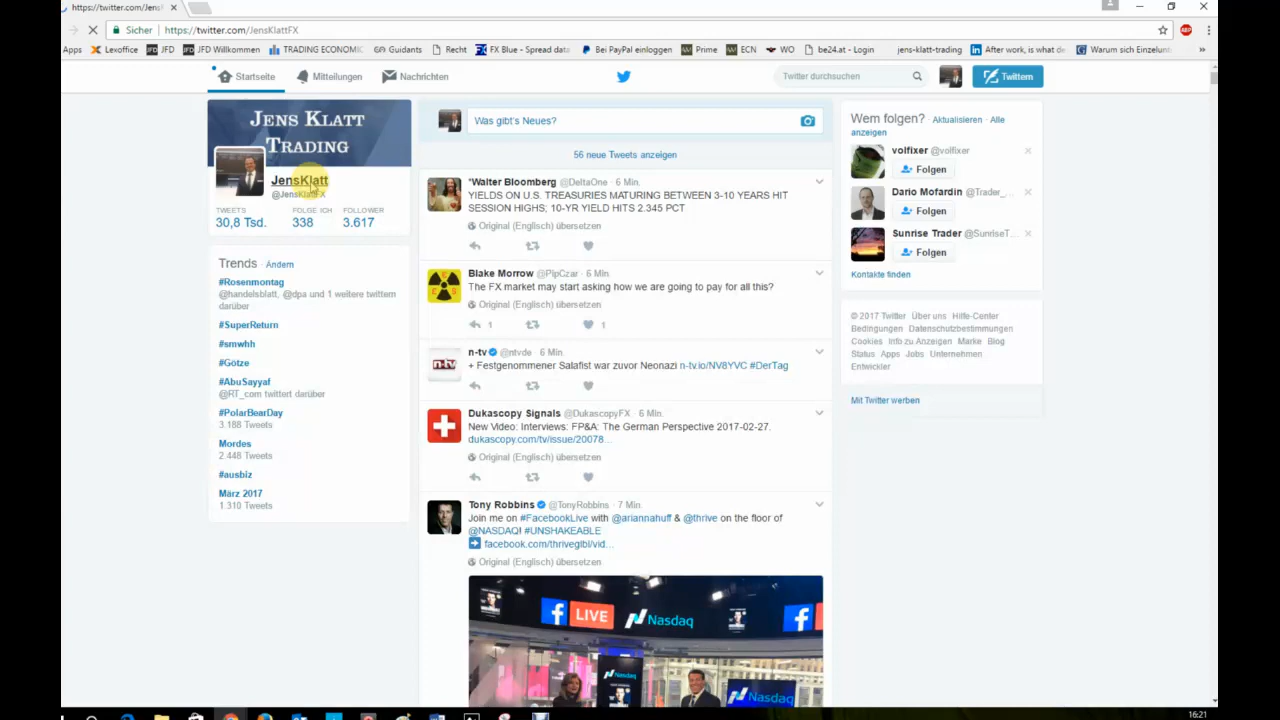 https://twitter.com/Jens
Sicher
https://twitter.com/JensKlattFX
Apps
Lexoffice
JFD
JFD Willkommen
TRADING ECONOMIC
Guidants
Recht
FX Blue - Spread data
Bei PayPal einloggen
Prime
ECN
WO
be24.at - Login
jens-klatt-trading
After work, is what de
Warum sich Einzelunt
Startseite
Mitteilungen
Nachrichten
Twitter durchsuchen
Twittern
JENS KLATT
TRADING
JensKlatt
@JensKlattFX
TWEETS
FOLGE ICH
FOLLOWER
30,8 Tsd.
338
3.617
Trends · Ändern
#Rosenmontag
@handelsblatt, @dpa und 1 weitere twittern
darüber
#SuperReturn
#smwhh
#Götze
#AbuSayyaf
@RT_com twittert darüber
#PolarBearDay
3.188 Tweets
Mordes
2.448 Tweets
#ausbiz
März 2017
1.310 Tweets
Was gibt's Neues?
56 neue Tweets anzeigen
*Walter Bloomberg @DeltaOne · 6 Min.
YIELDS ON U.S. TREASURIES MATURING BETWEEN 3-10 YEARS HIT
SESSION HIGHS; 10-YR YIELD HITS 2.345 PCT
Original (Englisch) übersetzen
Blake Morrow @PipCzar · 6 Min.
The FX market may start asking how we are going to pay for all this?
Original (Englisch) übersetzen
1
1
n-tv
n-tv @ntvde · 6 Min.
+ Festgenommener Salafist war zuvor Neonazi n-tv.io/NV8YVC #DerTag
Dukascopy Signals @DukascopyFX · 6 Min.
New Video: Interviews: FP&A: The German Perspective 2017-02-27.
dukascopy.com/tv/issue/20078...
Original (Englisch) übersetzen
Tony Robbins @TonyRobbins · 7 Min.
Join me on #FacebookLive with @ariannahuff & @thrive on the floor of
@NASDAQ! #UNSHAKEABLE
facebook.com/thriveglbl/vid...
Original (Englisch) übersetzen
f LIVE
Nasdaq
f
Nasdaq
Nasdaq
Wem folgen? · Aktualisieren · Alle
anzeigen
volfixer @volfixer
Folgen
Dario Mofardin @Trader_...
Folgen
Sunrise Trader @SunriseT...
Folgen
Kontakte finden
© 2017 Twitter Über uns Hilfe-Center
Bedingungen Datenschutzbestimmungen
Cookies Info zu Anzeigen Marke Blog
Status Apps Jobs Unternehmen
Entwickler
Mit Twitter werben
16:21